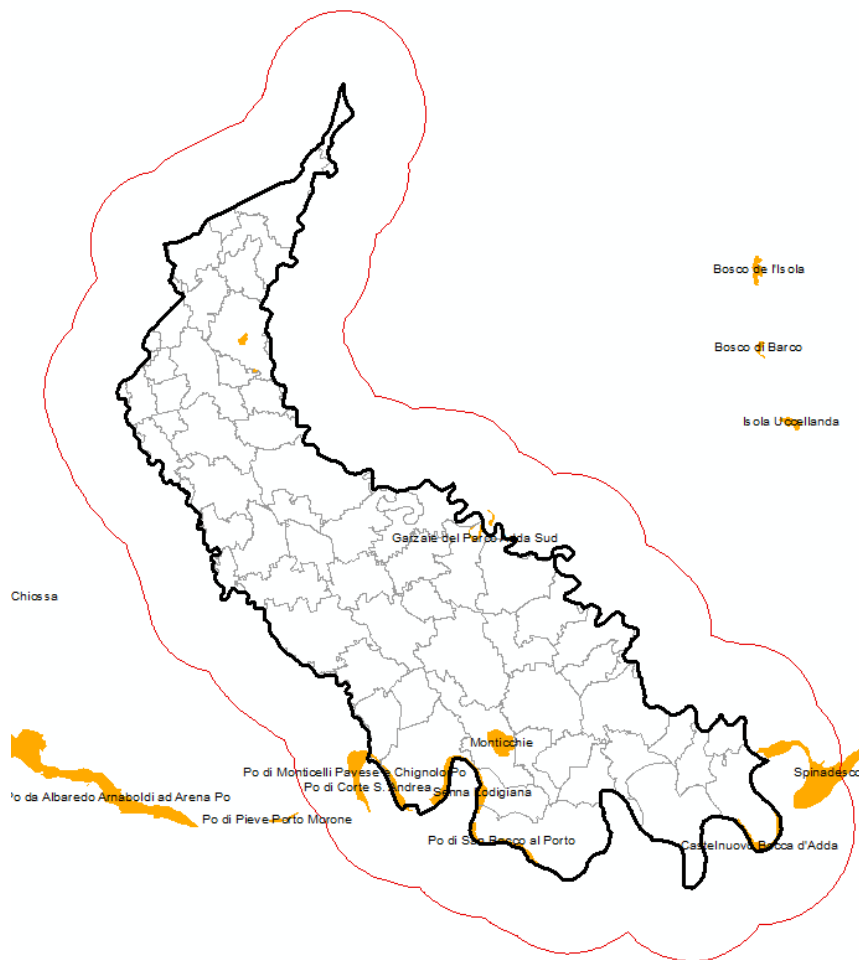 Bosco de l'Isola
Bosco di Barco
Isola Uccellanda
Garzaie del Parco Adda Sud
Chiossa
Monticchie
Po di Monticelli Pavese e Chignolo Po
Spinadesco
Po di Corte S. Andrea
Senna Lodigiana
Po da Albaredo Arnaboldi ad Arena Po
Po di Pieve Porto Morone
Po di San Rocco al Porto
Castelnuovo Bocca d'Adda